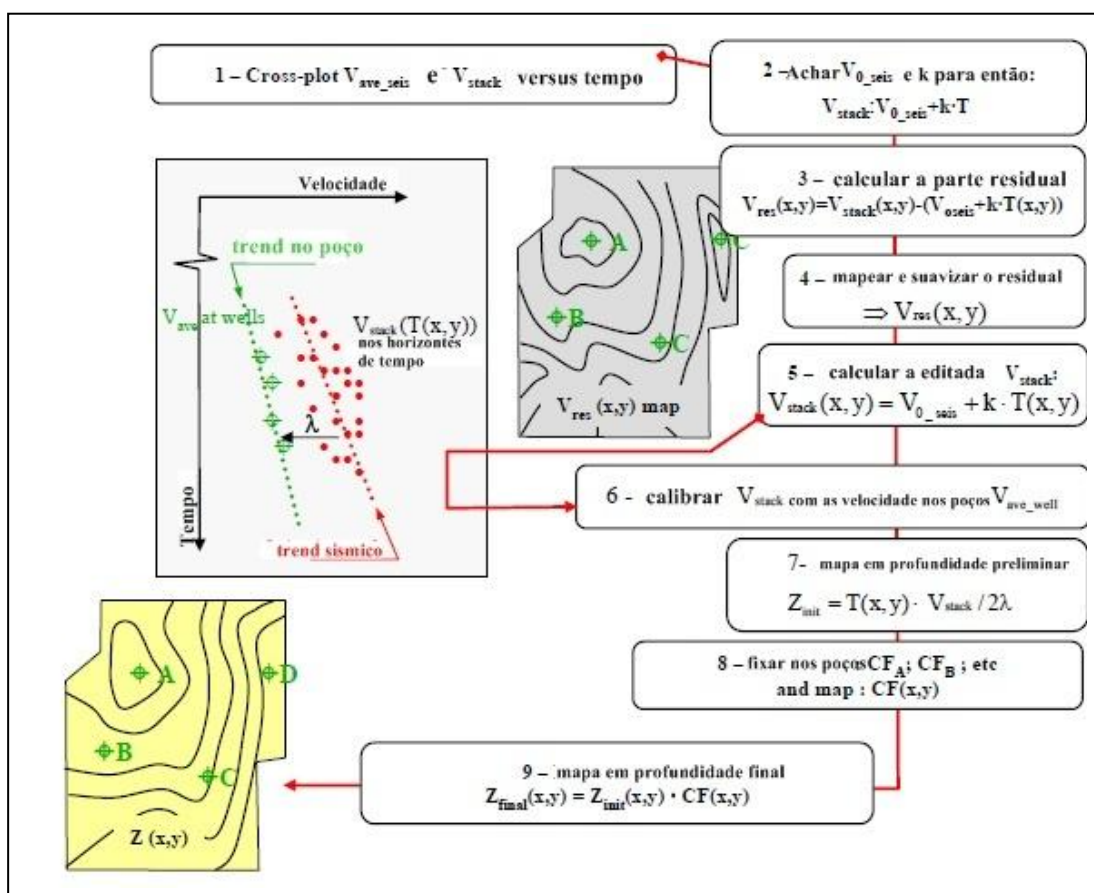 1 – Cross-plot V_ave_seis e V_stack versus tempo
2 –Achar V_0_seis e k para então:
V_stack:V_0_seis+k·T
3 – calcular a parte residual
V_res(x,y)=V_stack(x,y)-(V_oseis+k·T(x,y))
4 – mapear e suavizar o residual
⇒ V_res(x,y)
5 – calcular a editada V_stack:
V_stack(x,y) = V_0_seis + k · T(x,y)
6 - calibrar V_stack com as velocidade nos poços V_ave_well
7- mapa em profundidade preliminar
Z_init = T(x,y) · V_stack /2λ
8 – fixar nos poços CF_A; CF_B ; etc
and map : CF(x,y)
9 – mapa em profundidade final
Z_final(x,y) = Z_init(x,y) · CF(x,y)
Velocidade
trend no poço
V_ave at wells
V_stack(T(x,y))
nos horizontes
de tempo
λ
Tempo
trend sísmico
A
C
B
C
V_res (x,y) map
A
D
B
C
Z (x,y)